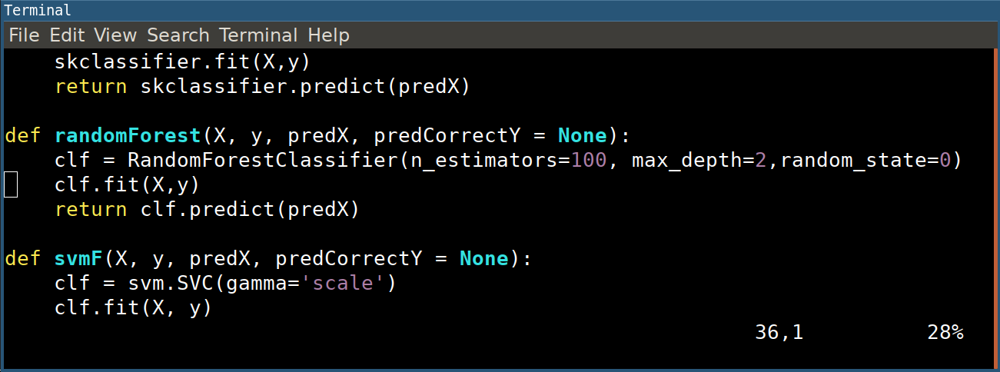 Terminal
File Edit View Search Terminal Help
    skclassifier.fit(X,y)
    return skclassifier.predict(predX)

def randomForest(X, y, predX, predCorrectY = None):
    clf = RandomForestClassifier(n_estimators=100, max_depth=2,random_state=0)
    clf.fit(X,y)
    return clf.predict(predX)

def svmF(X, y, predX, predCorrectY = None):
    clf = svm.SVC(gamma='scale')
    clf.fit(X, y)
36,1 28%